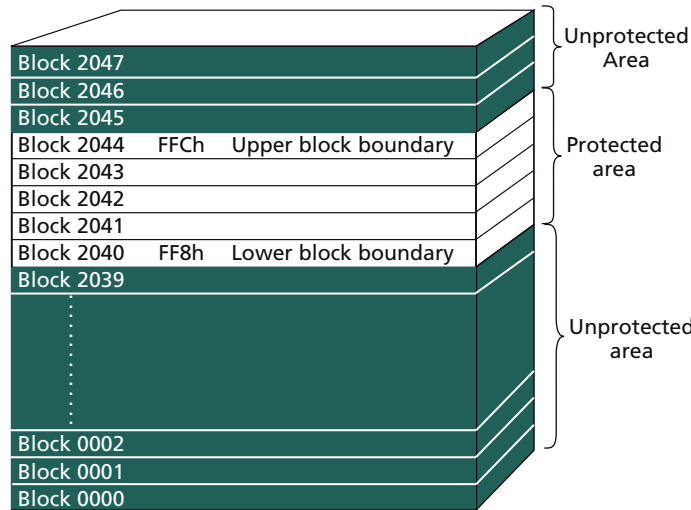 Block 2047
Block 2046
Block 2045
Block 2044 FFCh Upper block boundary
Block 2043
Block 2042
Block 2041
Block 2040 FF8h Lower block boundary
Block 2039
Block 0002
Block 0001
Block 0000
Unprotected
Area
Protected
area
Unprotected
area